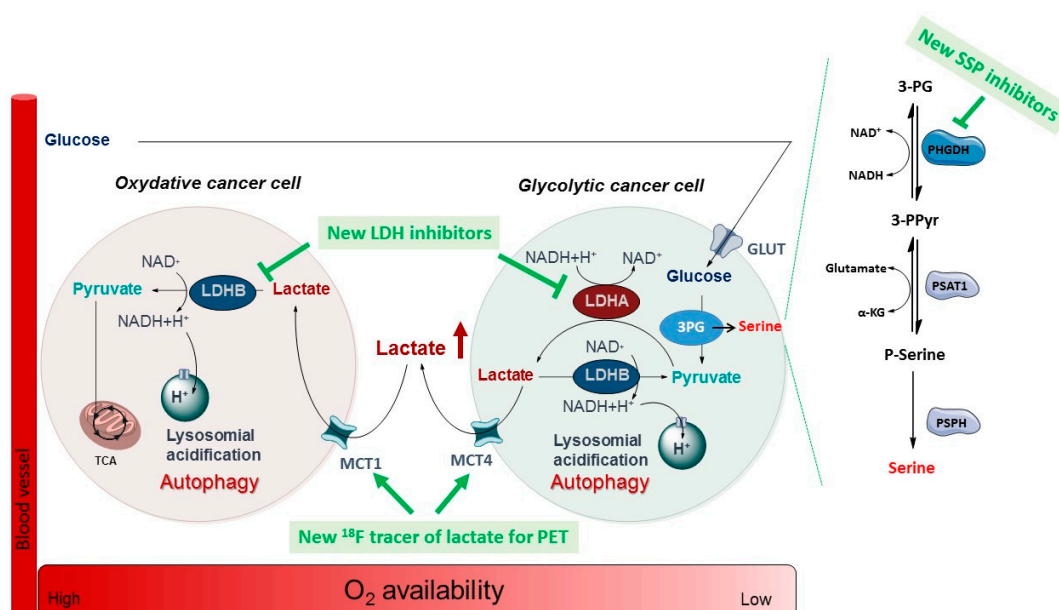 New SSP
inhibitors
3-PG
NAD⁺
PHGDH
NADH
3-PPyr
Glutamate
PSAT1
α-KG
P-Serine
PSPH
Serine
Glucose
Oxydative cancer cell
Glycolytic cancer cell
New LDH inhibitors
GLUT
NAD⁺
Pyruvate
LDHB
Lactate
NADH+H⁺
H⁺
Lysosomial
acidification
Autophagy
TCA
Lactate
MCT1
MCT4
NADH+H⁺
NAD⁺
LDHA
Glucose
3PG
Serine
NAD⁺
Lactate
LDHB
Pyruvate
NADH+H⁺
H⁺
Lysosomial
acidification
Autophagy
New ¹⁸F tracer of lactate for PET
Blood vessel
O₂ availability
High
Low